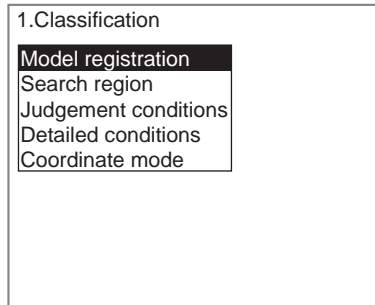 1.Classification
Model registration
Search region
Judgement conditions
Detailed conditions
Coordinate mode